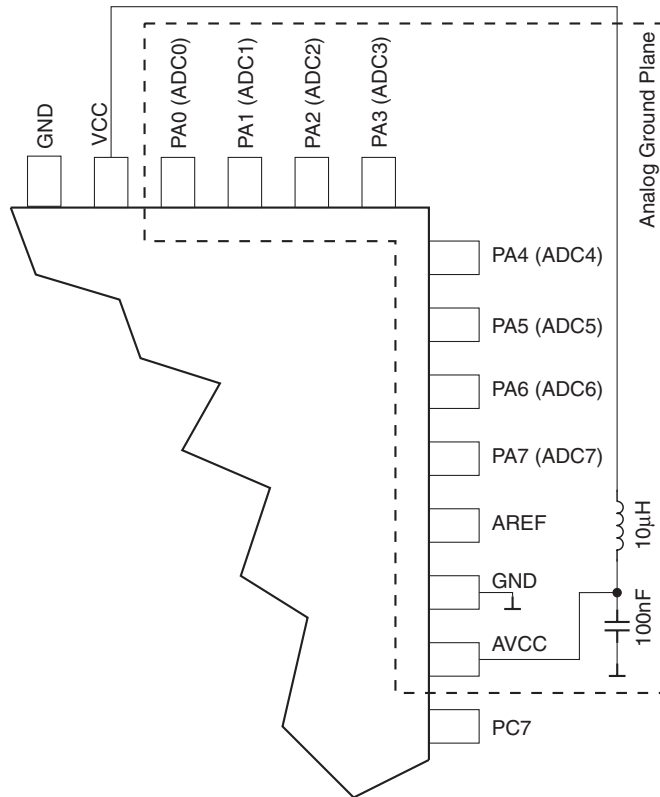 GND
VCC
PA0 (ADC0)
PA1 (ADC1)
PA2 (ADC2)
PA3 (ADC3)
Analog Ground Plane
PA4 (ADC4)
PA5 (ADC5)
PA6 (ADC6)
PA7 (ADC7)
AREF
10μH
GND
AVCC
100nF
PC7